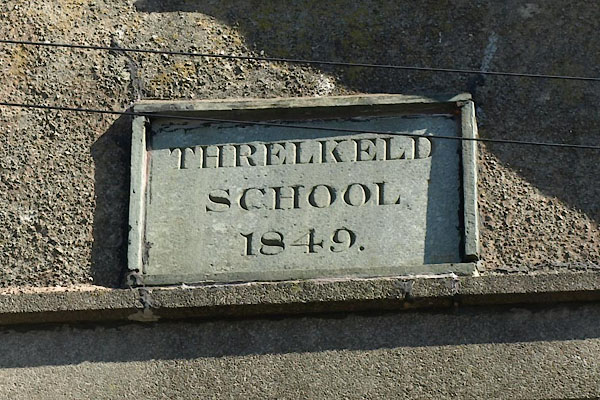 THRELKELD
SCHOOL
1849.